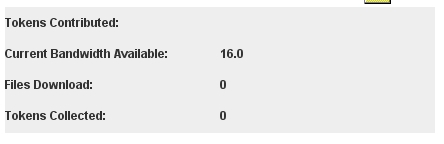 Tokens Contributed:
Current Bandwidth Available: 16.0
Files Download: 0
Tokens Collected: 0